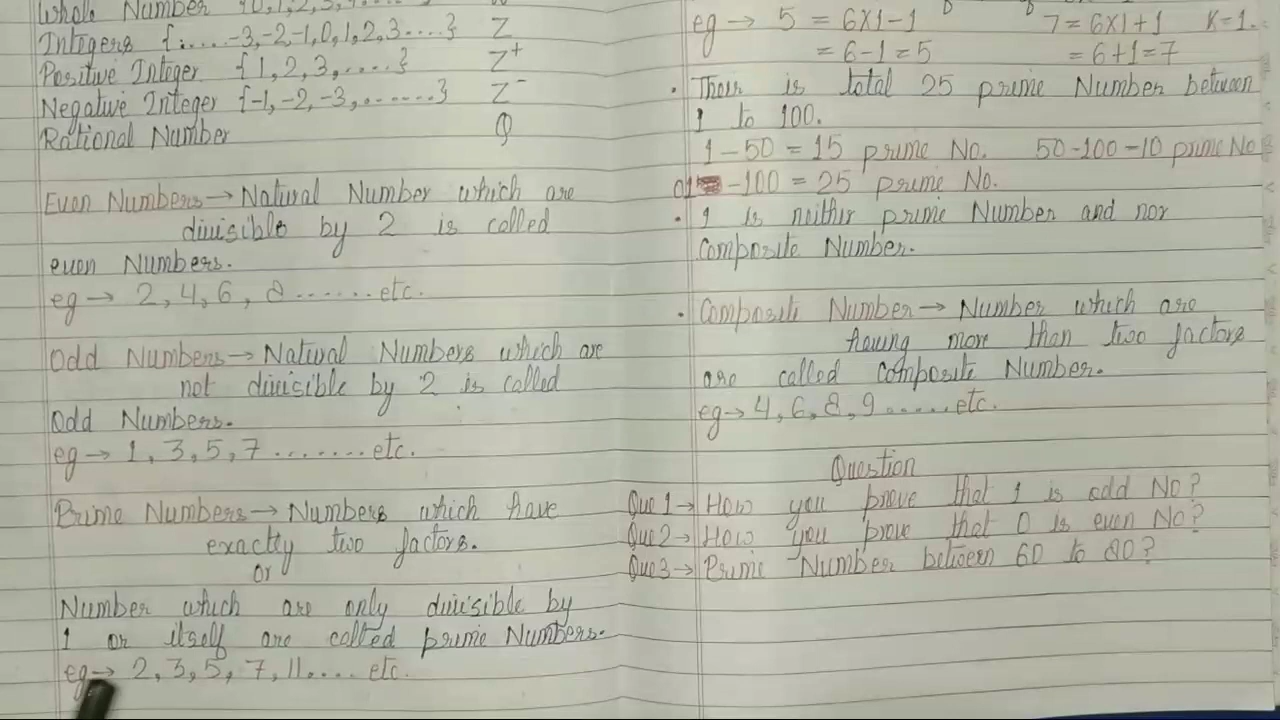 Whole Number {0,1,2,3,4....
Integers {.....-3,-2,-1,0,1,2,3....} Z
Positive Integer {1,2,3,.....} Z+
Negative Integer {-1,-2,-3,.......} Z-
Rational Number Q
Even Numbers→Natural Number which are
divisible by 2 is called
even Numbers.
eg→ 2,4,6, 8.......etc.
Odd Numbers→Natural Numbers which are
not divisible by 2 is called
Odd Numbers.
eg→ 1,3,5,7........etc.
Prime Numbers→Numbers which have
exactly two factors.
or
Number which are only divisible by
1 or itself are called prime Numbers.
eg→ 2,3,5,7,11..... etc.
eg→ 5 = 6x1-1 7=6x1+1 K=1.
= 6-1=5 =6+1=7
. Their is total 25 prime Number between
1 to 100.
1-50=15 prime No. 50-100-10 prime No
01 -100=25 prime No.
. 1 is neither prime Number and nor
Composite Number.
. Composite Number→ Number which are
having more than two factors
are called Composite Number.
eg→4,6,8,9......etc.
Question
Que1→How you prove that 1 is odd No?
Que2→How you prove that 0 is even No?
Que3→Prime Number between 60 to 80?